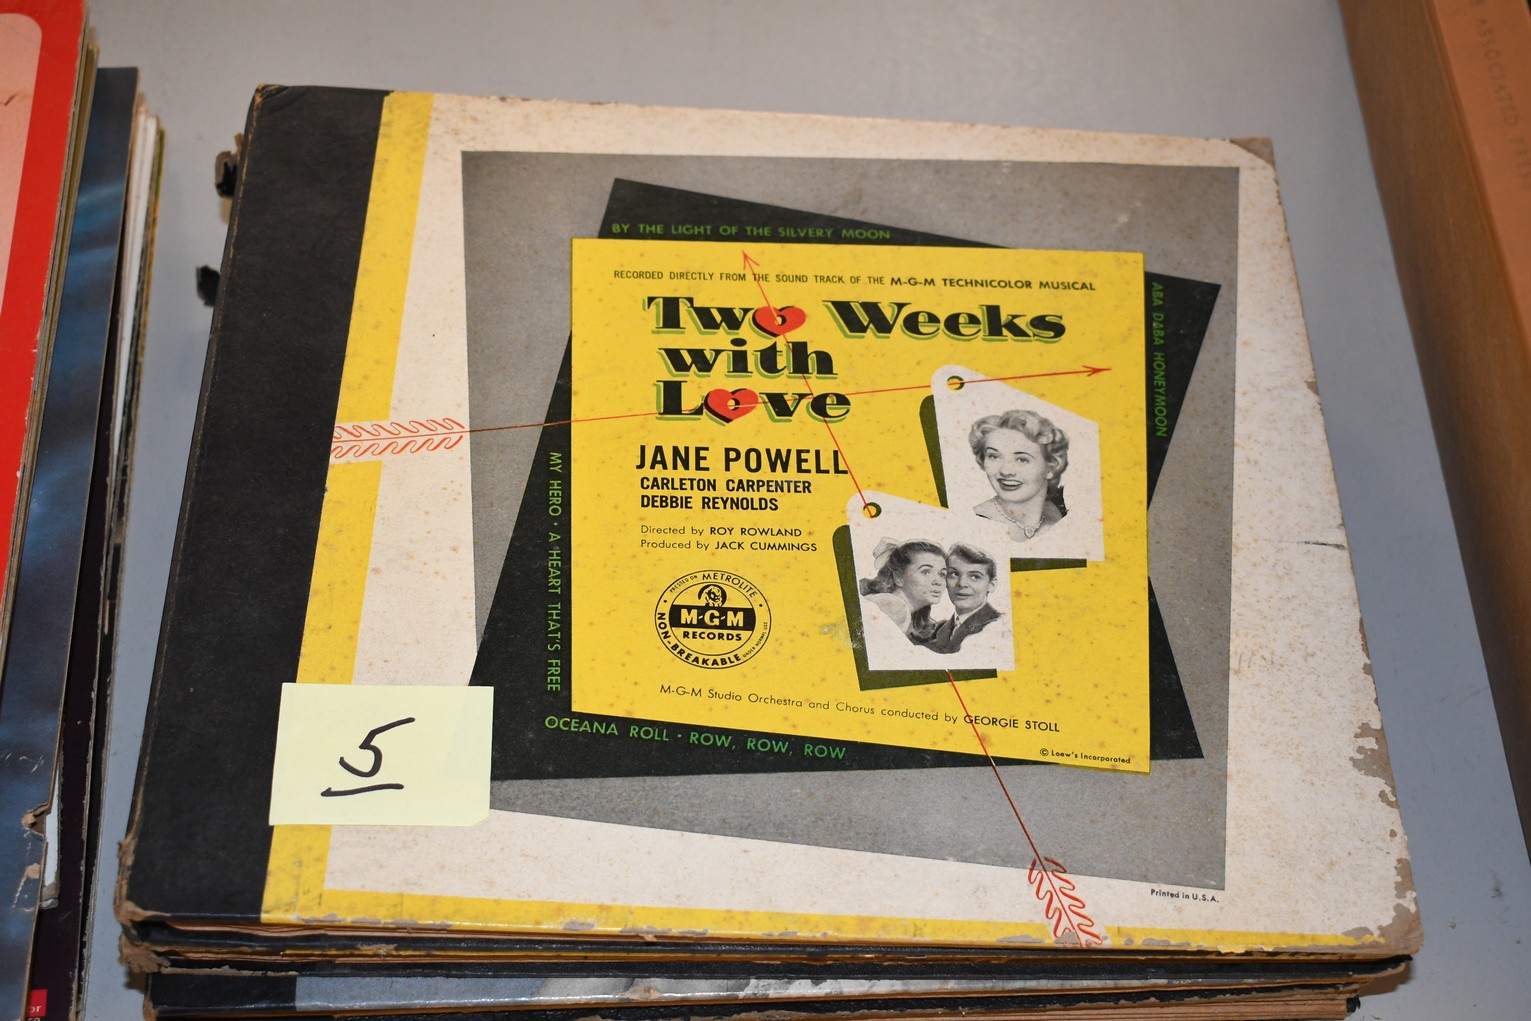 BY THE LIGHT OF THE SILVERY MOON
RECORDED DIRECTLY FROM THE SOUND TRACK OF THE M-G-M TECHNICOLOR MUSICAL
Two Weeks
with
Love
JANE POWELL
CARLETON CARPENTER
DEBBIE REYNOLDS
Directed by ROY ROWLAND
Produced by JACK CUMMINGS
PRESSED ON METROLITE
M-G-M
RECORDS
NON-BREAKABLE
M-G-M Studio Orchestra and Chorus conducted by GEORGIE STOLL
© Loew's Incorporated
ABA DABA HONEYMOON
MY HERO · A HEART THAT'S FREE
OCEANA ROLL · ROW, ROW, ROW
Printed in U.S.A.
5
ASSOCIATED